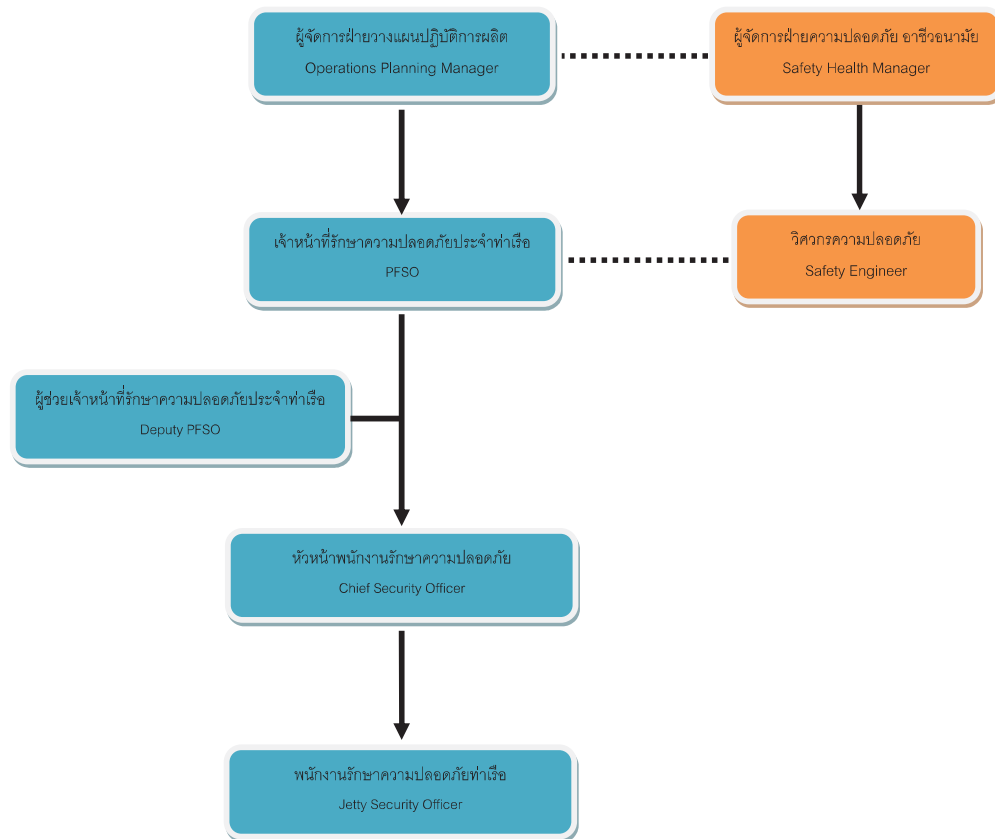 ผู้จัดการฝ่ายวางแผนปฏิบัติการผลิต
Operations Planning Manager
ผู้จัดการฝ่ายความปลอดภัย อาชีวอนามัย
Safety Health Manager
เจ้าหน้าที่รักษาความปลอดภัยประจำท่าเรือ
PFSO
วิศวกรความปลอดภัย
Safety Engineer
ผู้ช่วยเจ้าหน้าที่รักษาความปลอดภัยประจำท่าเรือ
Deputy PFSO
หัวหน้าพนักงานรักษาความปลอดภัย
Chief Security Officer
พนักงานรักษาความปลอดภัยท่าเรือ
Jetty Security Officer